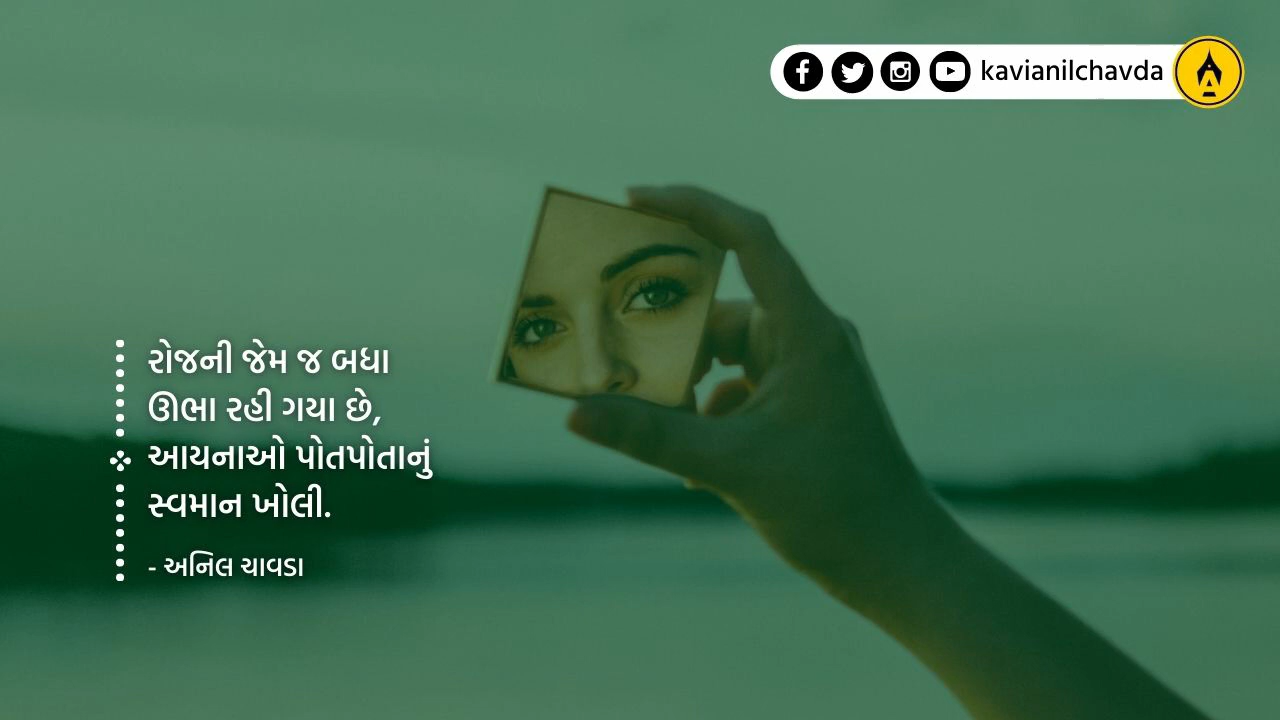 kavianilchavda
રોજની જેમ જ બધા
ઊભા રહી ગયા છે,
આયનાઓ પોતપોતાનું
સ્વમાન ખોલી.
- અનિલ ચાવડા